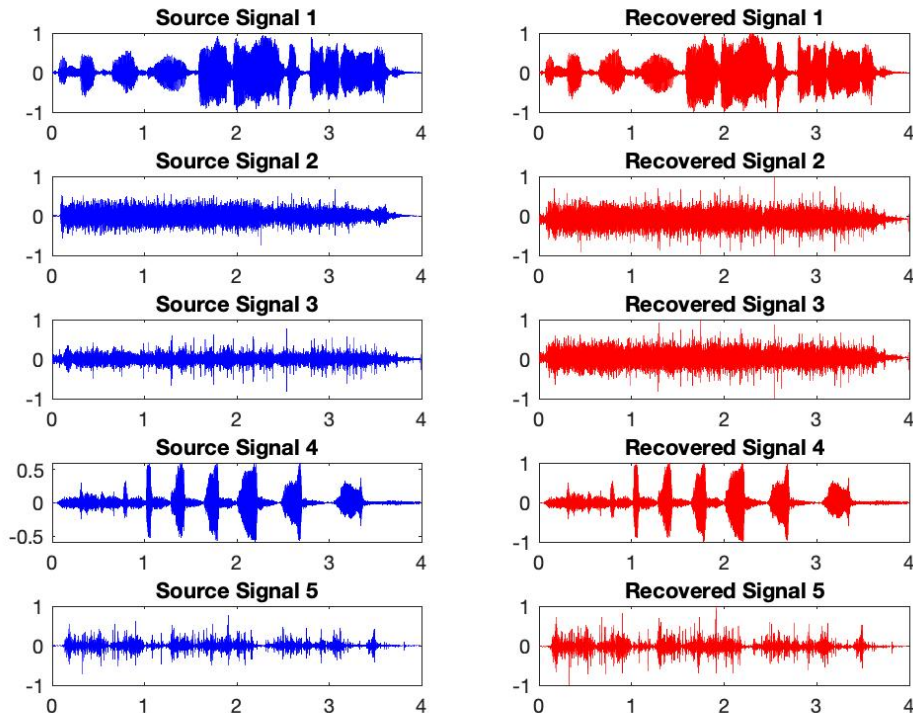 Source Signal 1
1
0
-1
0 1 2 3 4
Recovered Signal 1
1
0
-1
0 1 2 3 4
Source Signal 2
1
0
-1
0 1 2 3 4
Recovered Signal 2
1
0
-1
0 1 2 3 4
Source Signal 3
1
0
-1
0 1 2 3 4
Recovered Signal 3
1
0
-1
0 1 2 3 4
Source Signal 4
0.5
0
-0.5
0 1 2 3 4
Recovered Signal 4
1
0
-1
0 1 2 3 4
Source Signal 5
1
0
-1
0 1 2 3 4
Recovered Signal 5
1
0
-1
0 1 2 3 4